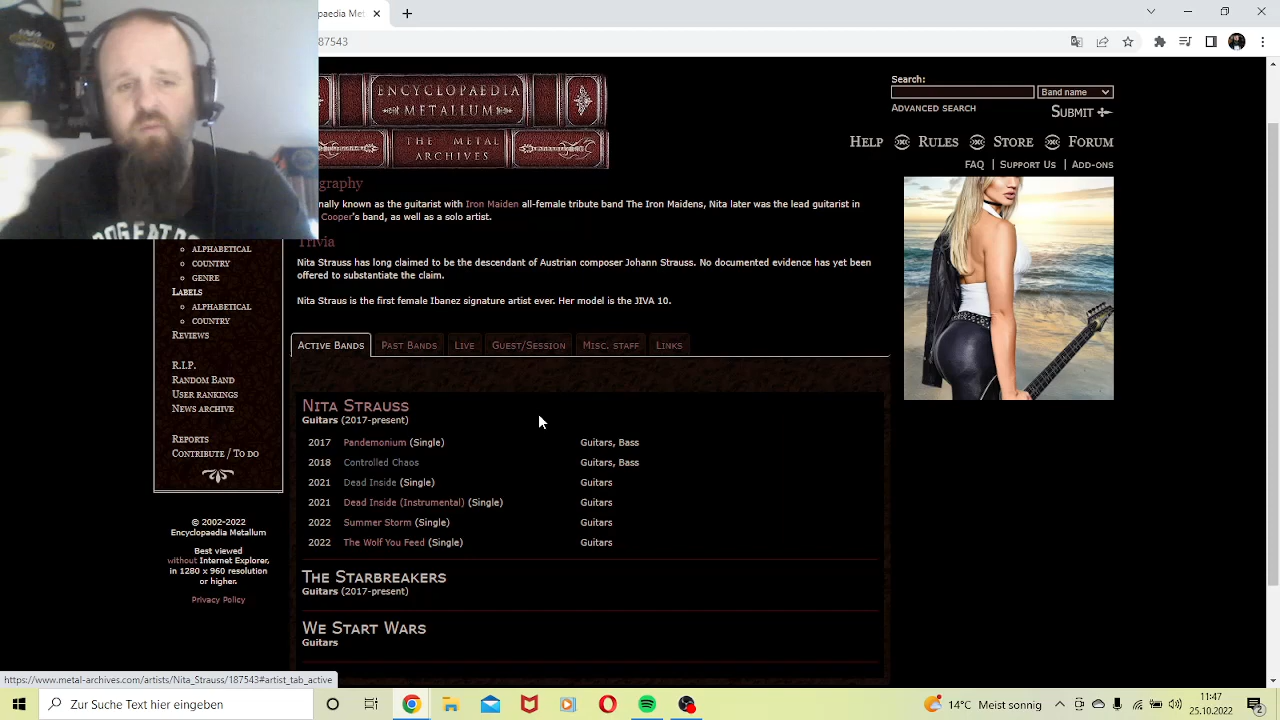 paedia Met
187543
ENCYCLOPAEDIA
ETALLUM
THE METAL
ARCHIVES
Search:
Band name
ADVANCED SEARCH
SUBMIT
HELP RULES STORE FORUM
FAQ | SUPPORT US | ADD-ONS
ography
nally known as the guitarist with Iron Maiden all-female tribute band The Iron Maidens, Nita later was the lead guitarist in
Cooper's band, as well as a solo artist.
Trivia
Nita Strauss has long claimed to be the descendant of Austrian composer Johann Strauss. No documented evidence has yet been
offered to substantiate the claim.
Nita Straus is the first female Ibanez signature artist ever. Her model is the JIVA 10.
ALPHABETICAL
COUNTRY
GENRE
LABELS
ALPHABETICAL
COUNTRY
REVIEWS
R.I.P.
RANDOM BAND
USER RANKINGS
NEWS ARCHIVE
REPORTS
CONTRIBUTE / TO DO
© 2002-2022
Encyclopaedia Metallum
Best viewed
without Internet Explorer,
in 1280 x 960 resolution
or higher.
Privacy Policy
ACTIVE BANDS PAST BANDS LIVE GUEST/SESSION MISC. STAFF LINKS
NITA STRAUSS
Guitars (2017-present)
2017 Pandemonium (Single) Guitars, Bass
2018 Controlled Chaos Guitars, Bass
2021 Dead Inside (Single) Guitars
2021 Dead Inside (Instrumental) (Single) Guitars
2022 Summer Storm (Single) Guitars
2022 The Wolf You Feed (Single) Guitars
THE STARBREAKERS
Guitars (2017-present)
WE START WARS
Guitars
https://www.metal-archives.com/artists/Nita_Strauss/187543#artist_tab_active
Zur Suche Text hier eingeben
14°C Meist sonnig
11:47
25.10.2022
2